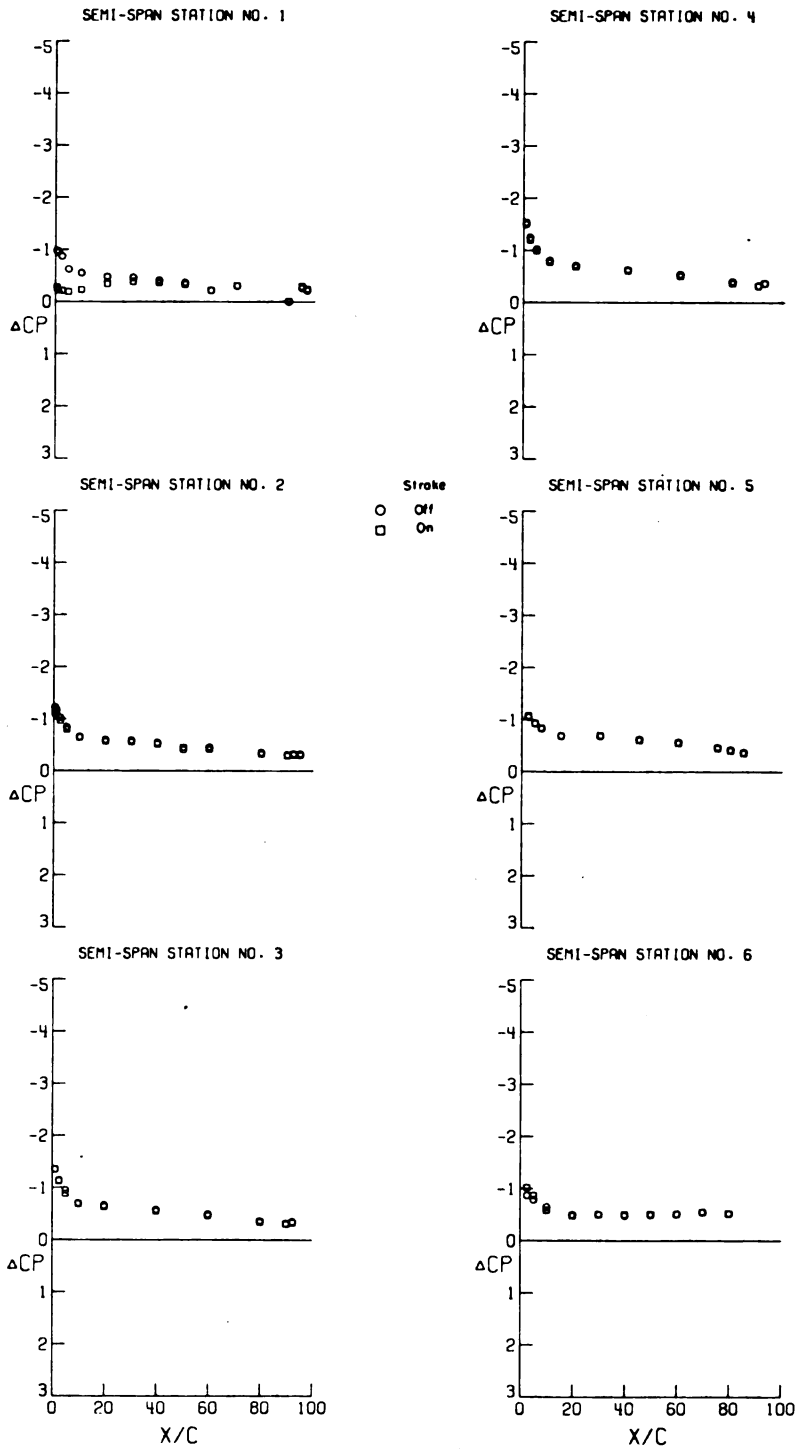 SEMI-SPAN STATION NO. 1
-5
-4
-3
-2
-1
0
ΔCP
1
2
3
SEMI-SPAN STATION NO. 4
-5
-4
-3
-2
-1
0
ΔCP
1
2
3
SEMI-SPAN STATION NO. 2
-5
-4
-3
-2
-1
0
ΔCP
1
2
3
Strake
Off
On
SEMI-SPAN STATION NO. 5
-5
-4
-3
-2
-1
0
ΔCP
1
2
3
SEMI-SPAN STATION NO. 3
-5
-4
-3
-2
-1
0
ΔCP
1
2
3
0 20 40 60 80 100
X/C
SEMI-SPAN STATION NO. 6
-5
-4
-3
-2
-1
0
ΔCP
1
2
3
0 20 40 60 80 100
X/C